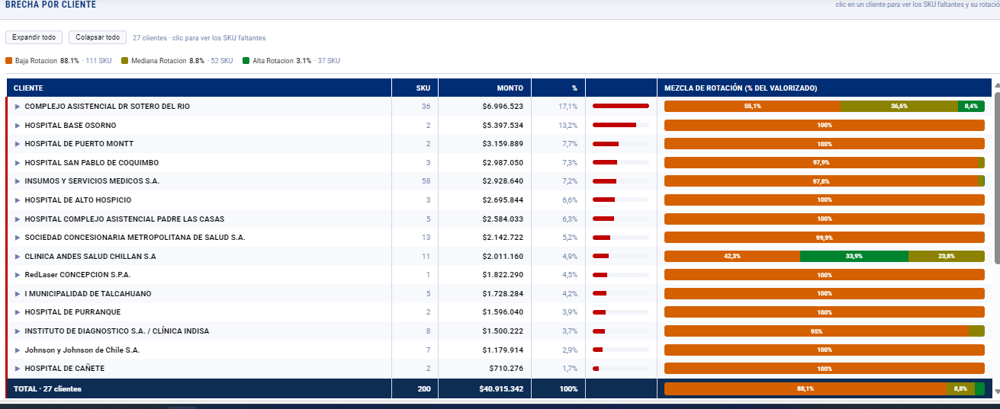 BRECHA POR CLIENTE
clic en un cliente para ver los SKU faltantes y su rotació
Expandir todo Colapsar todo 27 clientes · clic para ver los SKU faltantes
Baja Rotacion 88.1% · 111 SKU Mediana Rotacion 8.8% · 52 SKU Alta Rotacion 3.1% · 37 SKU
CLIENTE SKU MONTO % MEZCLA DE ROTACIÓN (% DEL VALORIZADO)
▶ COMPLEJO ASISTENCIAL DR SOTERO DEL RIO 36 $6.996.523 17,1% 55,1% 36,6% 8,4%
▶ HOSPITAL BASE OSORNO 2 $5.397.534 13,2% 100%
▶ HOSPITAL DE PUERTO MONTT 2 $3.159.889 7,7% 100%
▶ HOSPITAL SAN PABLO DE COQUIMBO 3 $2.987.050 7,3% 97,9%
▶ INSUMOS Y SERVICIOS MEDICOS S.A. 58 $2.928.640 7,2% 97,8%
▶ HOSPITAL DE ALTO HOSPICIO 3 $2.695.844 6,6% 100%
▶ HOSPITAL COMPLEJO ASISTENCIAL PADRE LAS CASAS 5 $2.584.033 6,3% 100%
▶ SOCIEDAD CONCESIONARIA METROPOLITANA DE SALUD S.A. 13 $2.142.722 5,2% 99,9%
▶ CLINICA ANDES SALUD CHILLAN S.A 11 $2.011.160 4,9% 42,3% 33,9% 23,8%
▶ RedLaser CONCEPCION S.P.A. 1 $1.822.290 4,5% 100%
▶ I MUNICIPALIDAD DE TALCAHUANO 5 $1.728.284 4,2% 100%
▶ HOSPITAL DE PURRANQUE 2 $1.596.040 3,9% 100%
▶ INSTITUTO DE DIAGNOSTICO S.A. / CLÍNICA INDISA 8 $1.500.222 3,7% 95%
▶ Johnson y Johnson de Chile S.A. 7 $1.179.914 2,9% 100%
▶ HOSPITAL DE CAÑETE 2 $710.276 1,7% 100%
TOTAL · 27 clientes 200 $40.915.342 100% 88,1% 8,8%